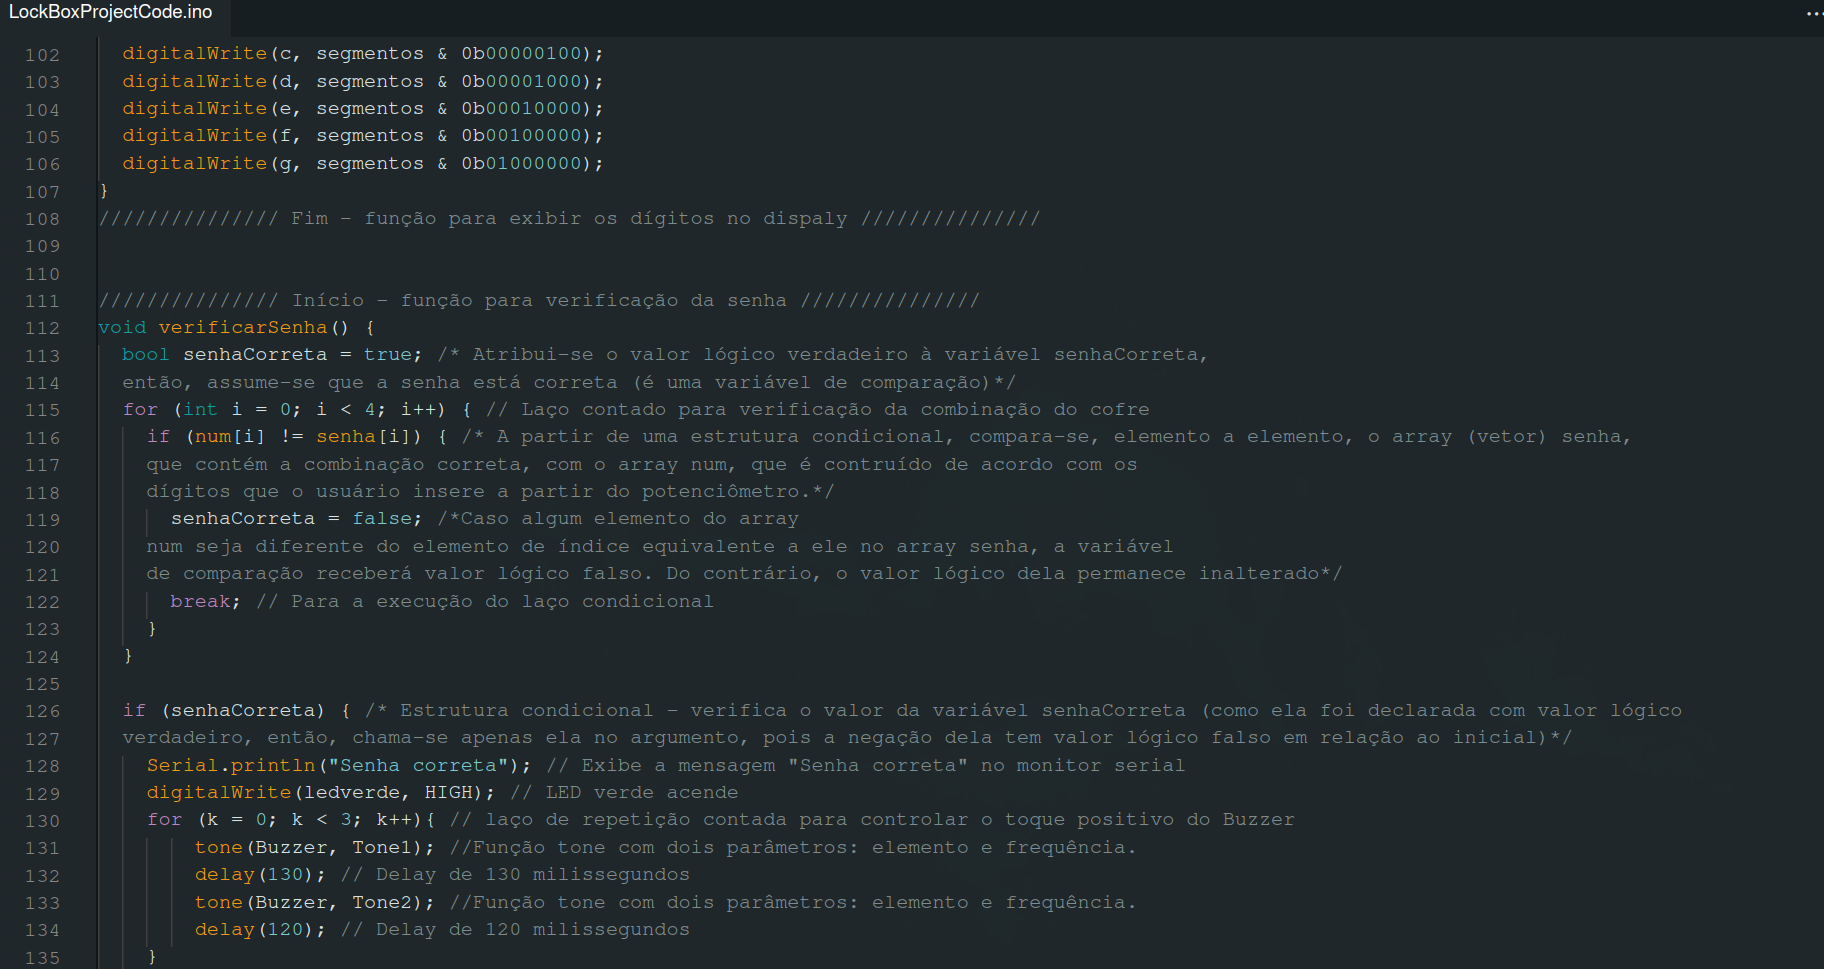 LockBoxProjectCode.ino
102 digitalWrite(c, segmentos & 0b00000100);
103 digitalWrite(d, segmentos & 0b00001000);
104 digitalWrite(e, segmentos & 0b00010000);
105 digitalWrite(f, segmentos & 0b00100000);
106 digitalWrite(g, segmentos & 0b01000000);
107 }
108 /////////////// Fim - função para exibir os dígitos no dispaly ///////////////
109
110
111 /////////////// Início - função para verificação da senha ///////////////
112 void verificarSenha() {
113 bool senhaCorreta = true; /* Atribui-se o valor lógico verdadeiro à variável senhaCorreta,
114 então, assume-se que a senha está correta (é uma variável de comparação)*/
115 for (int i = 0; i < 4; i++) { // Laço contado para verificação da combinação do cofre
116 if (num[i] != senha[i]) { /* A partir de uma estrutura condicional, compara-se, elemento a elemento, o array (vetor) senha,
117 que contém a combinação correta, com o array num, que é contruído de acordo com os
118 dígitos que o usuário insere a partir do potenciômetro.*/
119 senhaCorreta = false; /*Caso algum elemento do array
120 num seja diferente do elemento de índice equivalente a ele no array senha, a variável
121 de comparação receberá valor lógico falso. Do contrário, o valor lógico dela permanece inalterado*/
122 break; // Para a execução do laço condicional
123 }
124 }
125
126 if (senhaCorreta) { /* Estrutura condicional - verifica o valor da variável senhaCorreta (como ela foi declarada com valor lógico
127 verdadeiro, então, chama-se apenas ela no argumento, pois a negação dela tem valor lógico falso em relação ao inicial)*/
128 Serial.println("Senha correta"); // Exibe a mensagem "Senha correta" no monitor serial
129 digitalWrite(ledverde, HIGH); // LED verde acende
130 for (k = 0; k < 3; k++){ // laço de repetição contada para controlar o toque positivo do Buzzer
131 tone(Buzzer, Tone1); //Função tone com dois parâmetros: elemento e frequência.
132 delay(130); // Delay de 130 milissegundos
133 tone(Buzzer, Tone2); //Função tone com dois parâmetros: elemento e frequência.
134 delay(120); // Delay de 120 milissegundos
135 }